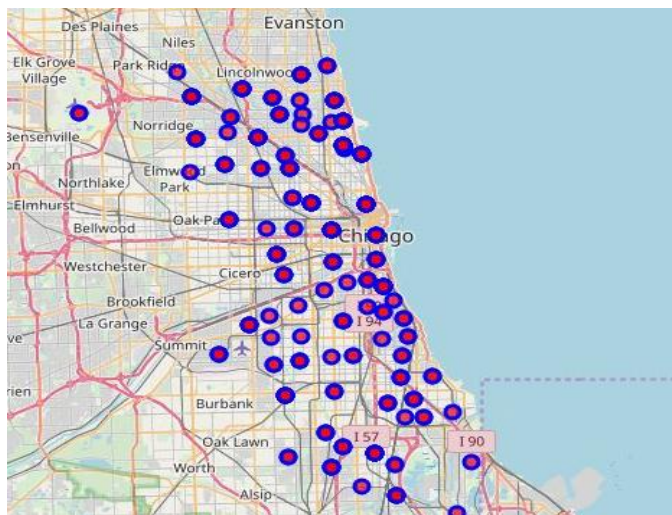 Evanston
Des Plaines
Niles
Elk Grove
Village
Park Ridge
Lincolnwood
Norridge
Bensenville
Elmwood
Park
Northlake
Elmhurst
Oak Pa
Bellwood
Chicago
Westchester
Cicero
Brookfield
La Grange
I 94
Summit
Burbank
Oak Lawn
I 57
I 90
Worth
Alsip